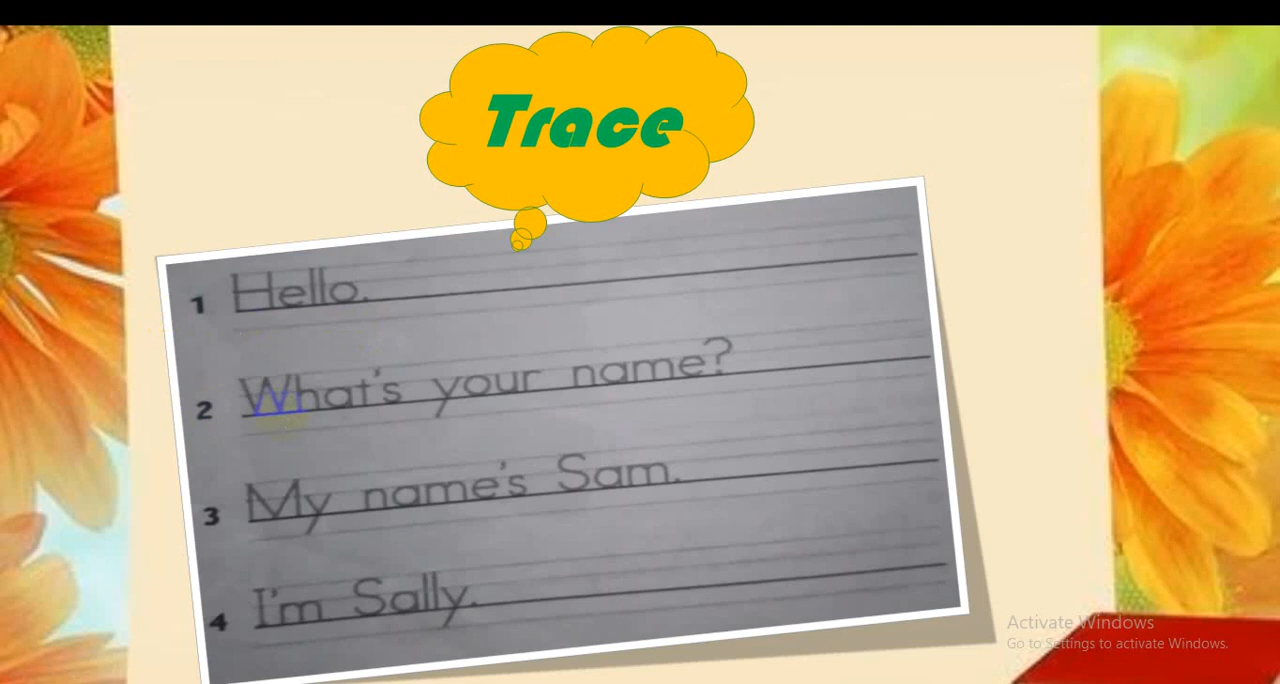 Trace
1 Hello.
2 What's your name?
3 My name's Sam.
4 I'm Sally.
Activate Windows
Go to Settings to activate Windows.